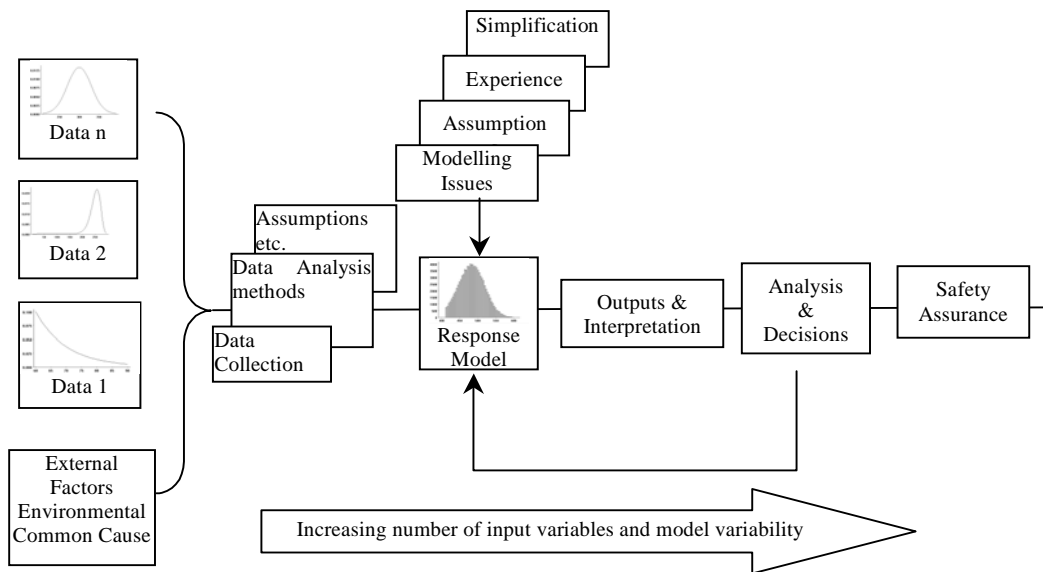 Simplification
Experience
Assumption
Modelling
Issues
Data n
Data 2
Data 1
External
Factors
Environmental
Common Cause
Assumptions
etc.
Data Analysis
methods
Data
Collection
Response
Model
Outputs &
Interpretation
Analysis
&
Decisions
Safety
Assurance
Increasing number of input variables and model variability